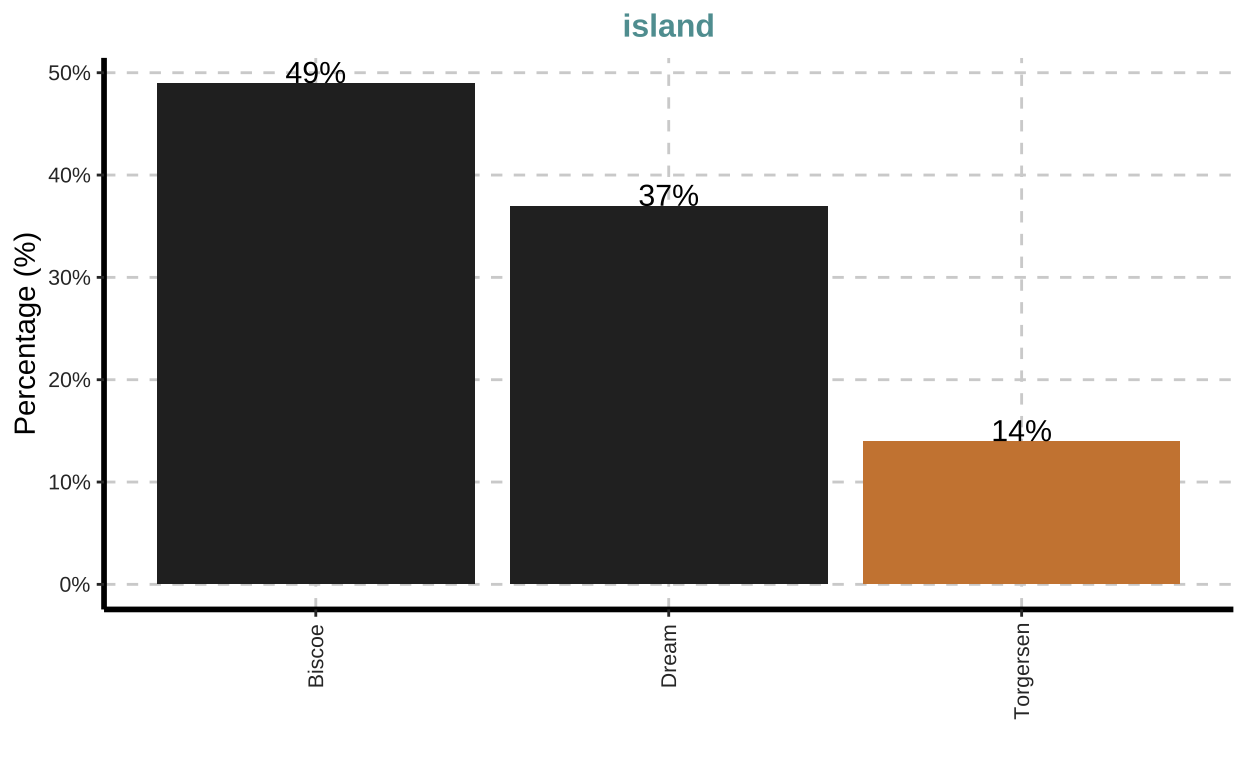 island
Percentage (%)
50%
40%
30%
20%
10%
0%
49%
37%
14%
Biscoe
Dream
Torgersen